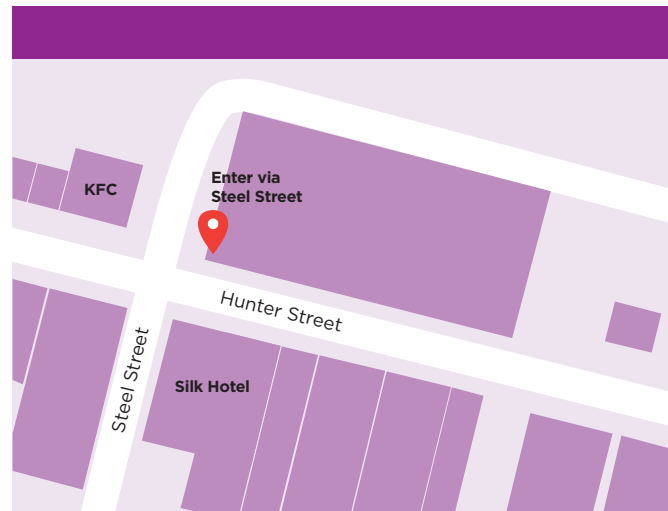 Enter via
Steel Street
KFC
Hunter Street
Steel Street
Silk Hotel